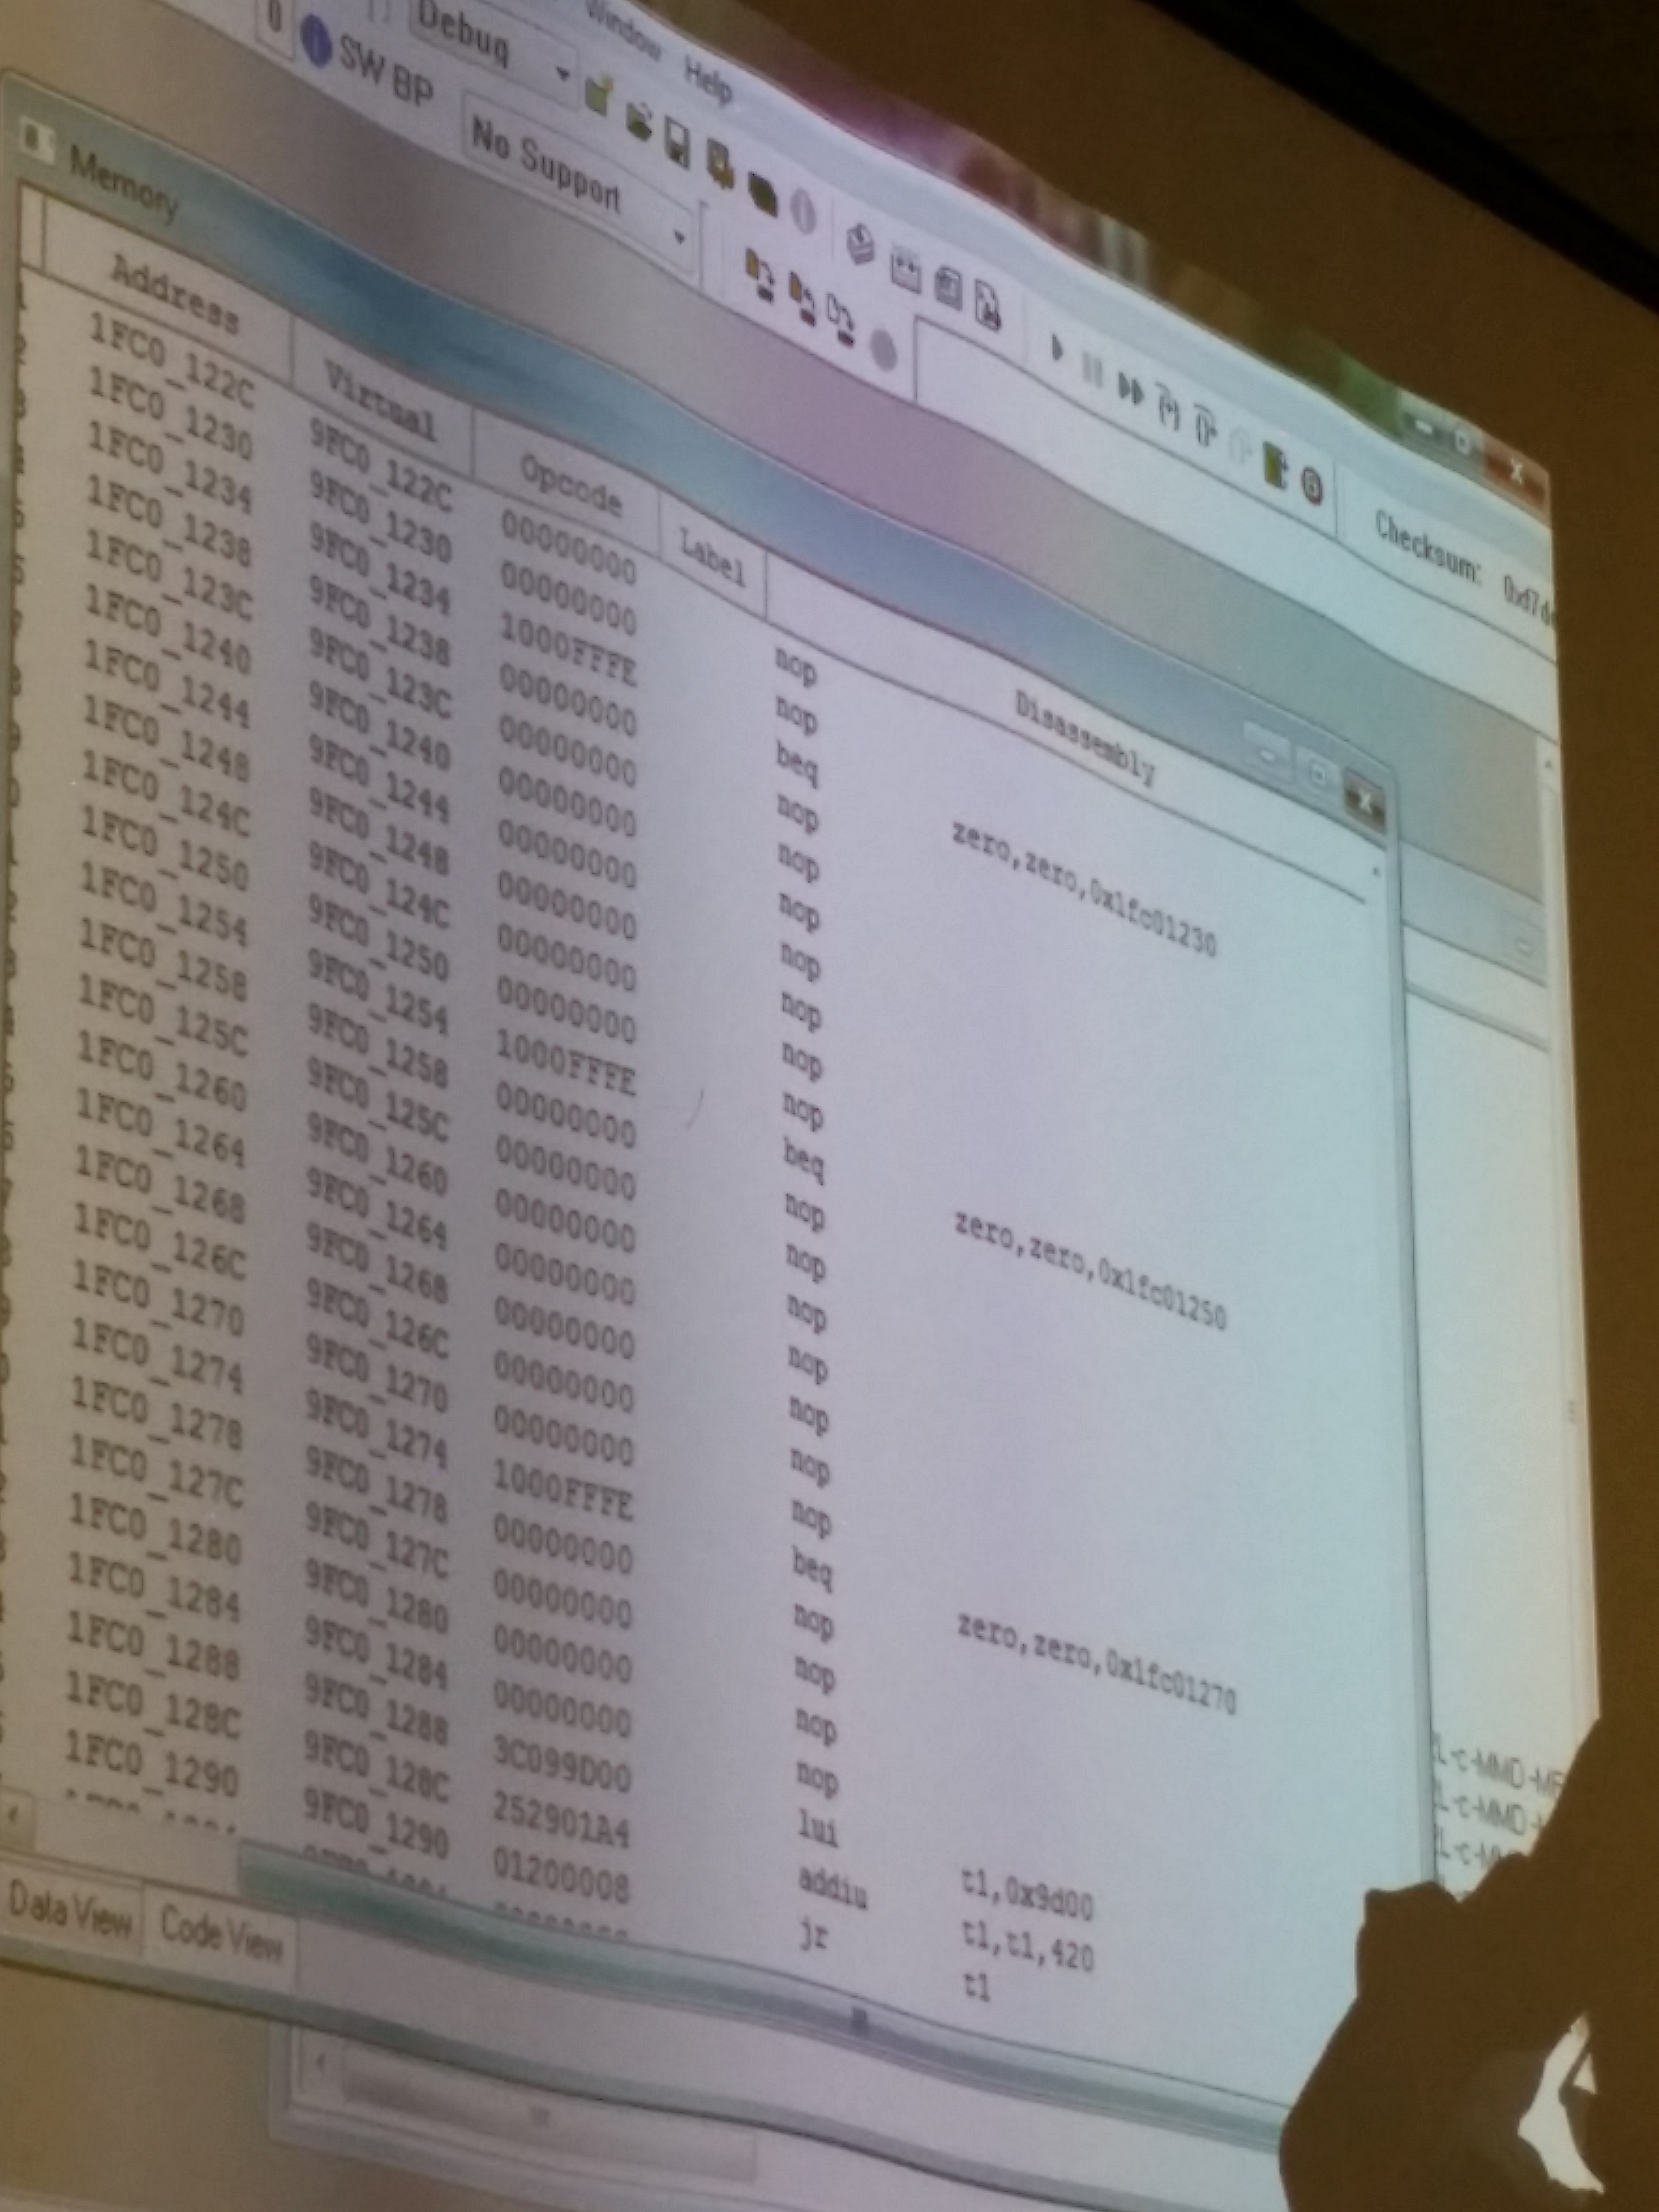 Window Help
Debug
0 SW BP No Support
Checksum:
Memory
Address Virtual Opcode Label Disassembly
1FC0_122C 9FC0_122C 00000000 nop
1FC0_1230 9FC0_1230 00000000 nop
1FC0_1234 9FC0_1234 1000FFFE beq zero,zero,0x1fc01230
1FC0_1238 9FC0_1238 00000000 nop
1FC0_123C 9FC0_123C 00000000 nop
1FC0_1240 9FC0_1240 00000000 nop
1FC0_1244 9FC0_1244 00000000 nop
1FC0_1248 9FC0_1248 00000000 nop
1FC0_124C 9FC0_124C 00000000 nop
1FC0_1250 9FC0_1250 00000000 nop
1FC0_1254 9FC0_1254 1000FFFE beq zero,zero,0x1fc01250
1FC0_1258 9FC0_1258 00000000 nop
1FC0_125C 9FC0_125C 00000000 nop
1FC0_1260 9FC0_1260 00000000 nop
1FC0_1264 9FC0_1264 00000000 nop
1FC0_1268 9FC0_1268 00000000 nop
1FC0_126C 9FC0_126C 00000000 nop
1FC0_1270 9FC0_1270 00000000 nop
1FC0_1274 9FC0_1274 1000FFFE beq zero,zero,0x1fc01270
1FC0_1278 9FC0_1278 00000000 nop
1FC0_127C 9FC0_127C 00000000 nop
1FC0_1280 9FC0_1280 00000000 nop
1FC0_1284 9FC0_1284 00000000 nop
1FC0_1288 9FC0_1288 3C099D00 lui t1,0x9d00
1FC0_128C 9FC0_128C 252901A4 addiu t1,t1,420
1FC0_1290 9FC0_1290 01200008 jr t1
Data View Code View
-c -MMD
-c -MMD